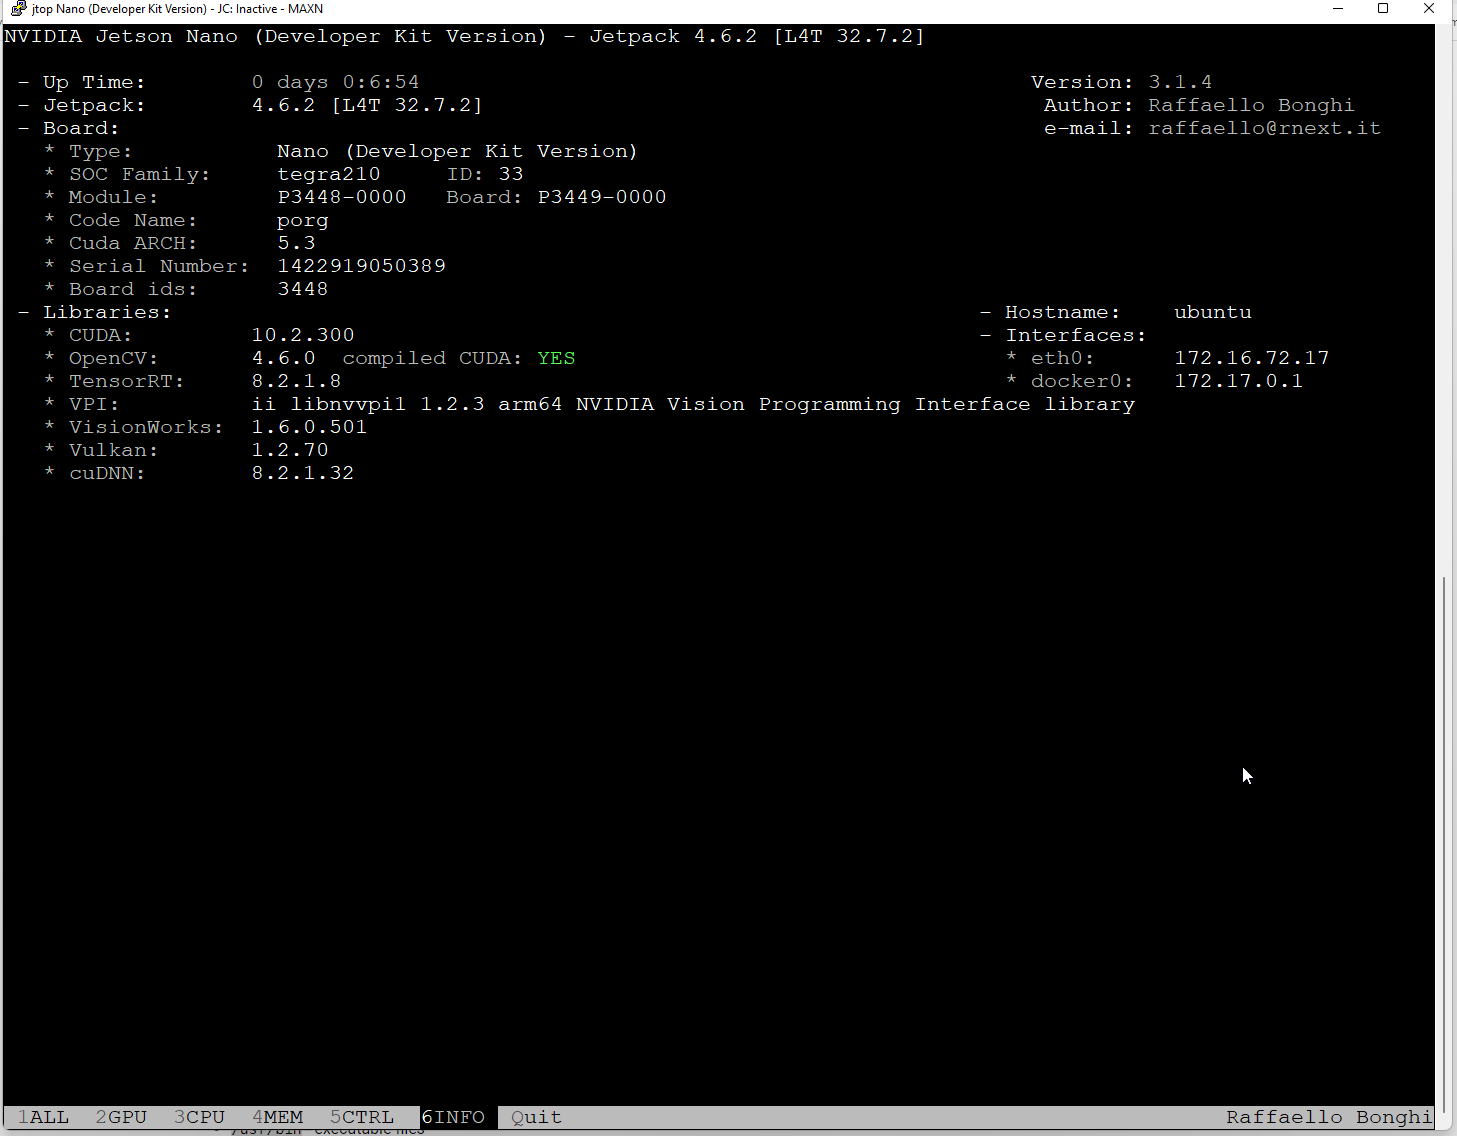 jtop Nano (Developer Kit Version) - JC: Inactive - MAXN
NVIDIA Jetson Nano (Developer Kit Version) - Jetpack 4.6.2 [L4T 32.7.2]
- Up Time: 0 days 0:6:54 Version: 3.1.4
- Jetpack: 4.6.2 [L4T 32.7.2] Author: Raffaello Bonghi
- Board: e-mail: raffaello@rnext.it
* Type: Nano (Developer Kit Version)
* SOC Family: tegra210 ID: 33
* Module: P3448-0000 Board: P3449-0000
* Code Name: porg
* Cuda ARCH: 5.3
* Serial Number: 1422919050389
* Board ids: 3448
- Libraries: - Hostname: ubuntu
* CUDA: 10.2.300 - Interfaces:
* OpenCV: 4.6.0 compiled CUDA: YES * eth0: 172.16.72.17
* TensorRT: 8.2.1.8 * docker0: 172.17.0.1
* VPI: ii libnvvpi1 1.2.3 arm64 NVIDIA Vision Programming Interface library
* VisionWorks: 1.6.0.501
* Vulkan: 1.2.70
* cuDNN: 8.2.1.32
1ALL 2GPU 3CPU 4MEM 5CTRL 6INFO Quit Raffaello Bonghi